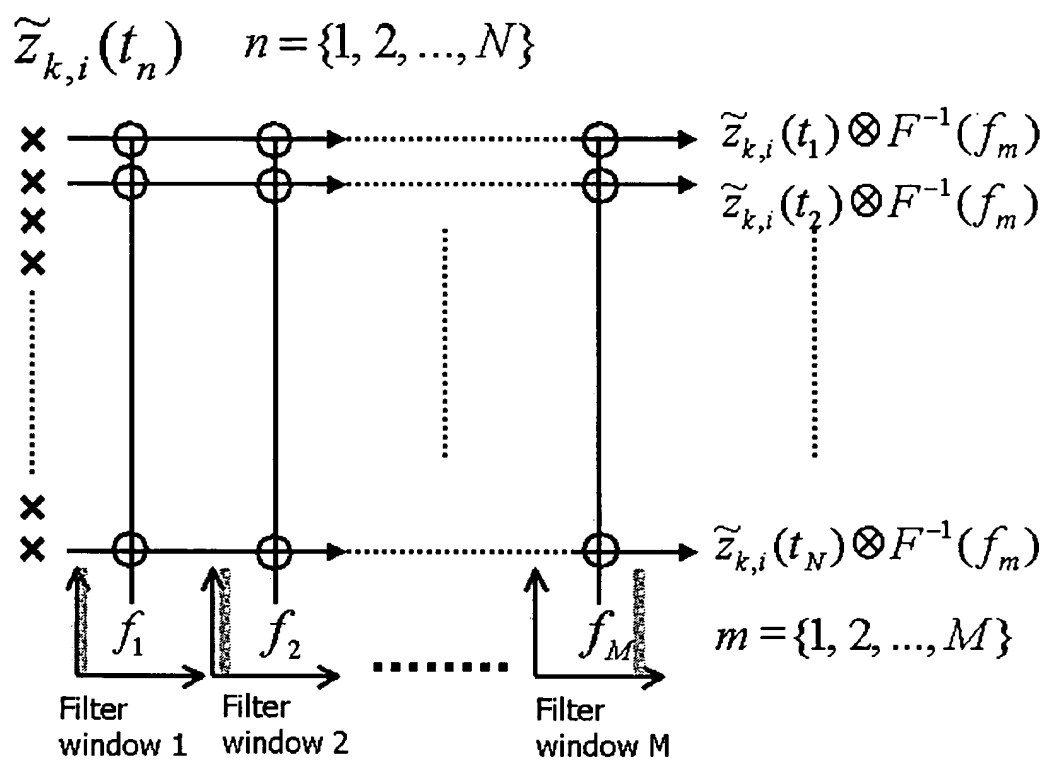 z̃_{k,i}(t_n)   n = {1, 2, ..., N}
z̃_{k,i}(t_1) ⊗ F^{-1}(f_m)
z̃_{k,i}(t_2) ⊗ F^{-1}(f_m)
z̃_{k,i}(t_N) ⊗ F^{-1}(f_m)
f_1 f_2 f_M m = {1, 2, ..., M}
Filter window 1
Filter window 2
Filter window M